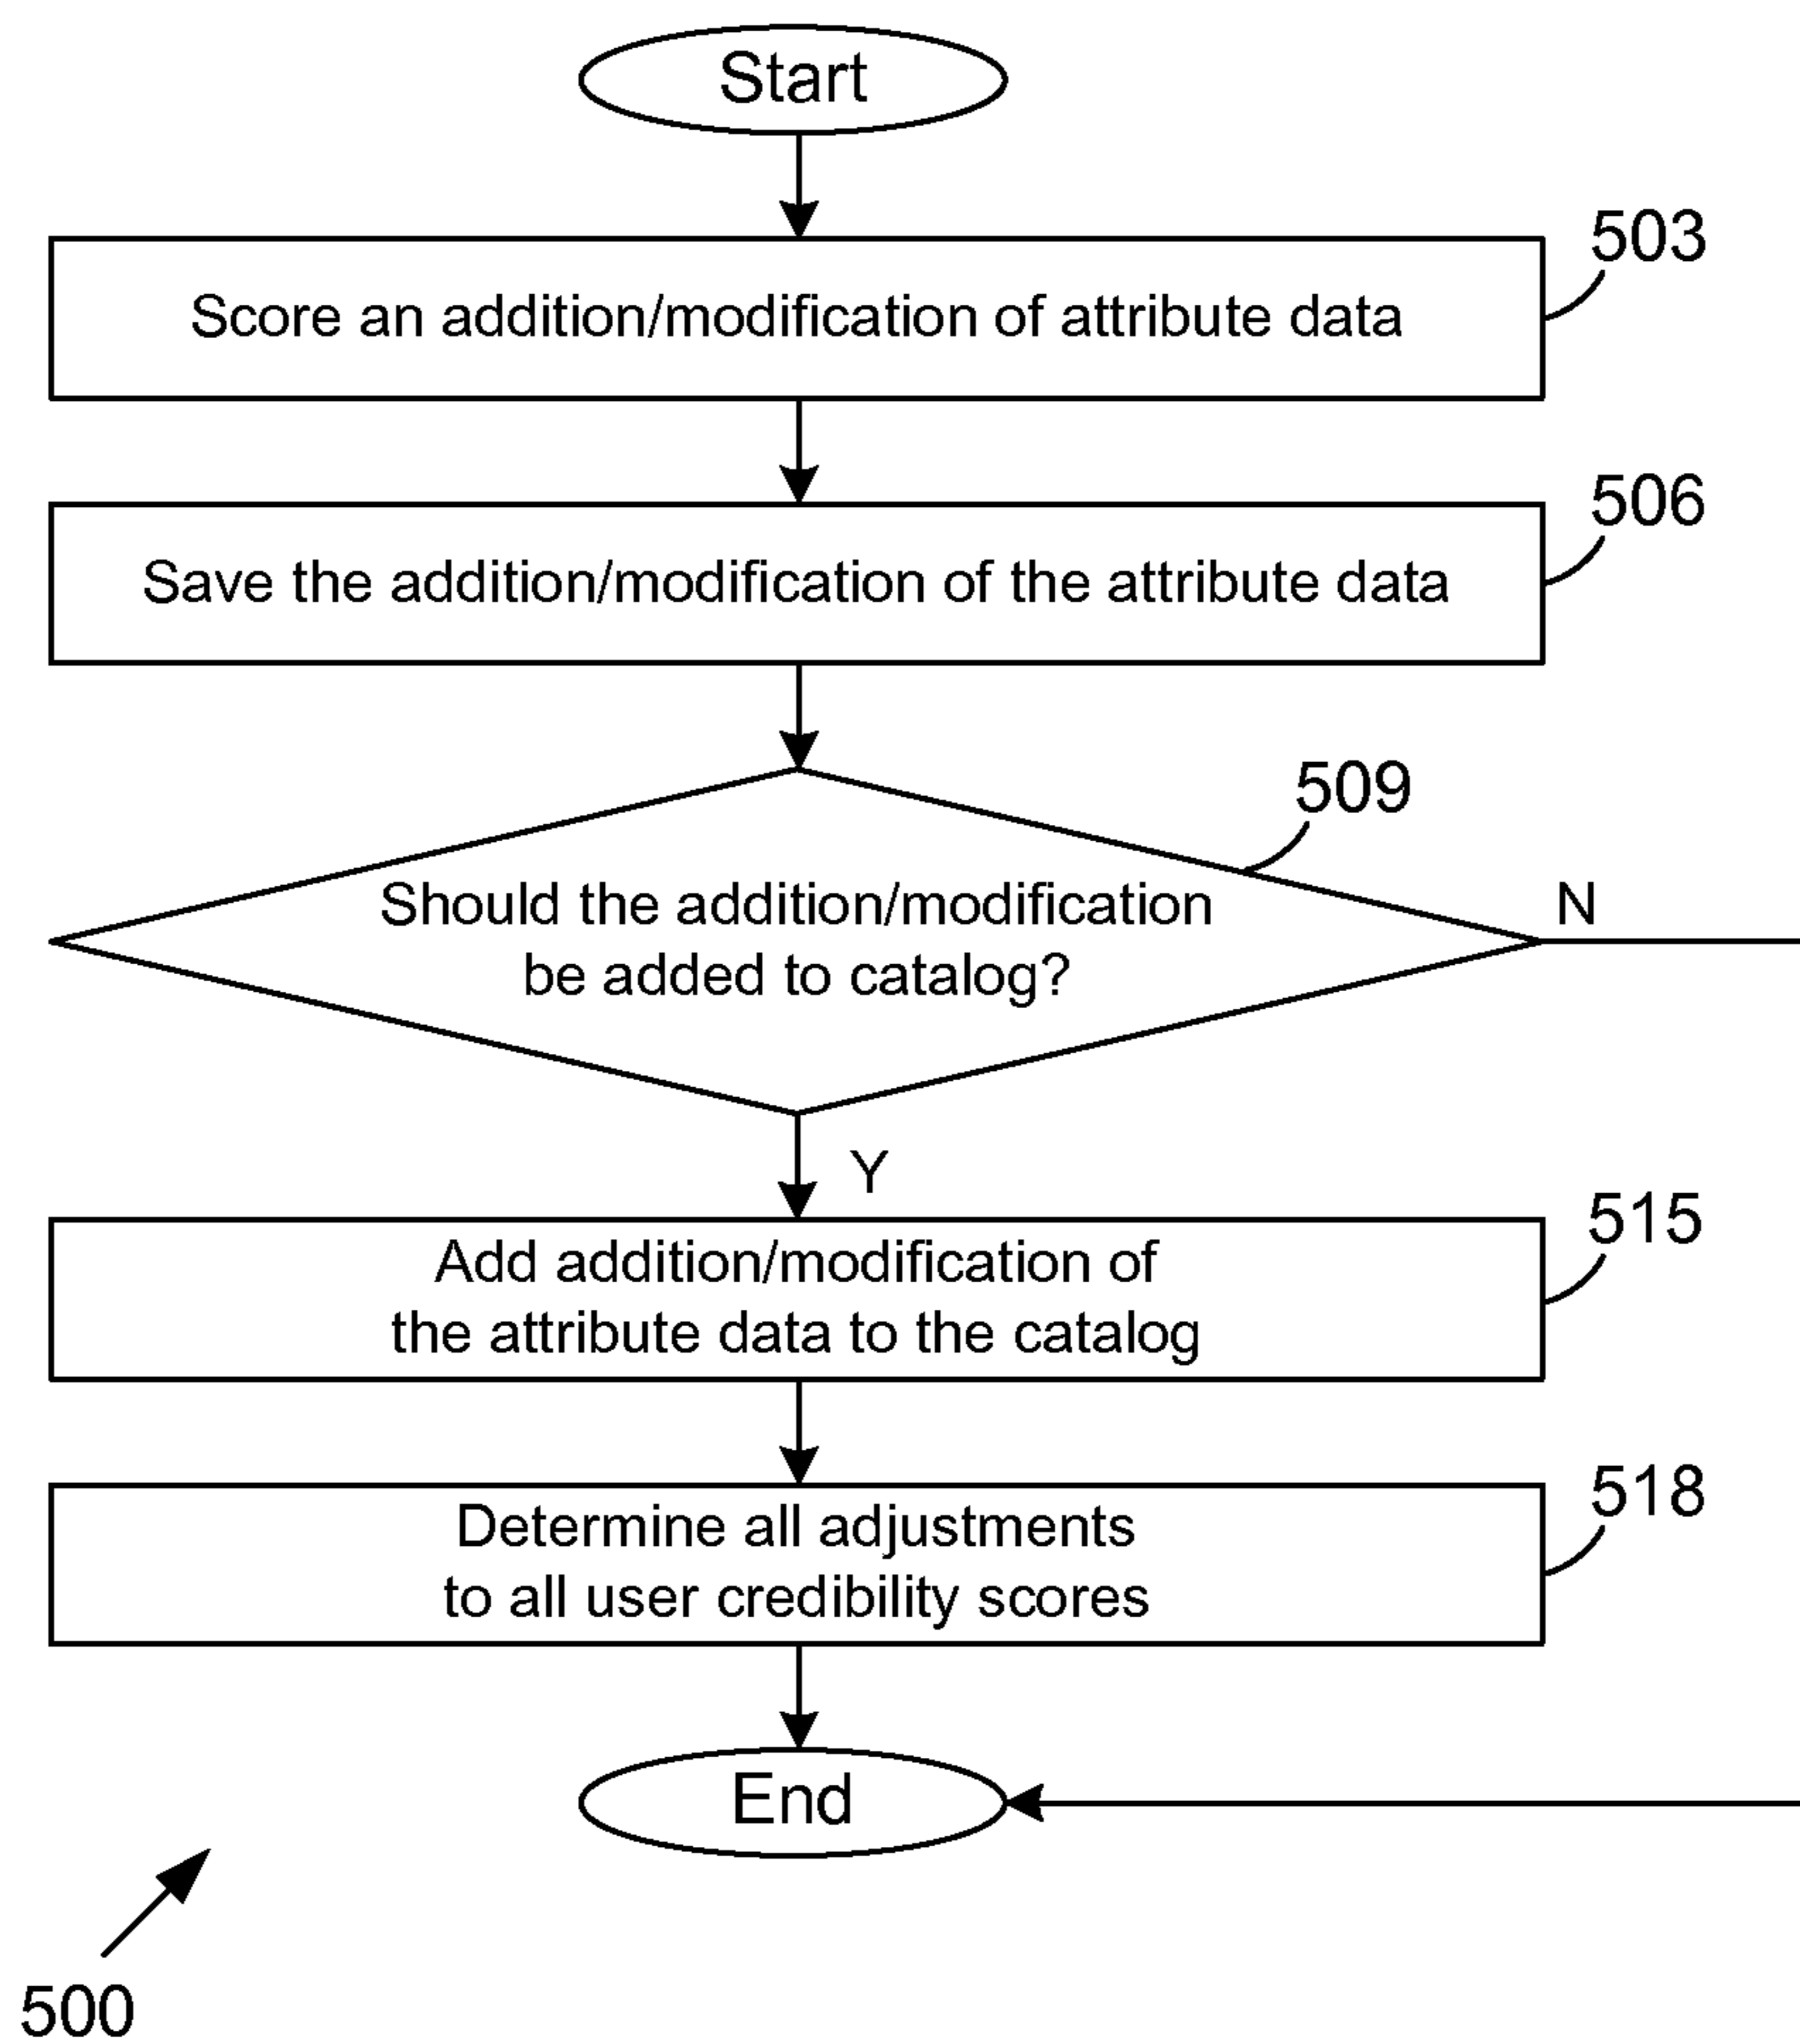 Start
503
Score an addition/modification of attribute data
506
Save the addition/modification of the attribute data
509
Should the addition/modification
be added to catalog?
N
Y
515
Add addition/modification of
the attribute data to the catalog
518
Determine all adjustments
to all user credibility scores
End
500